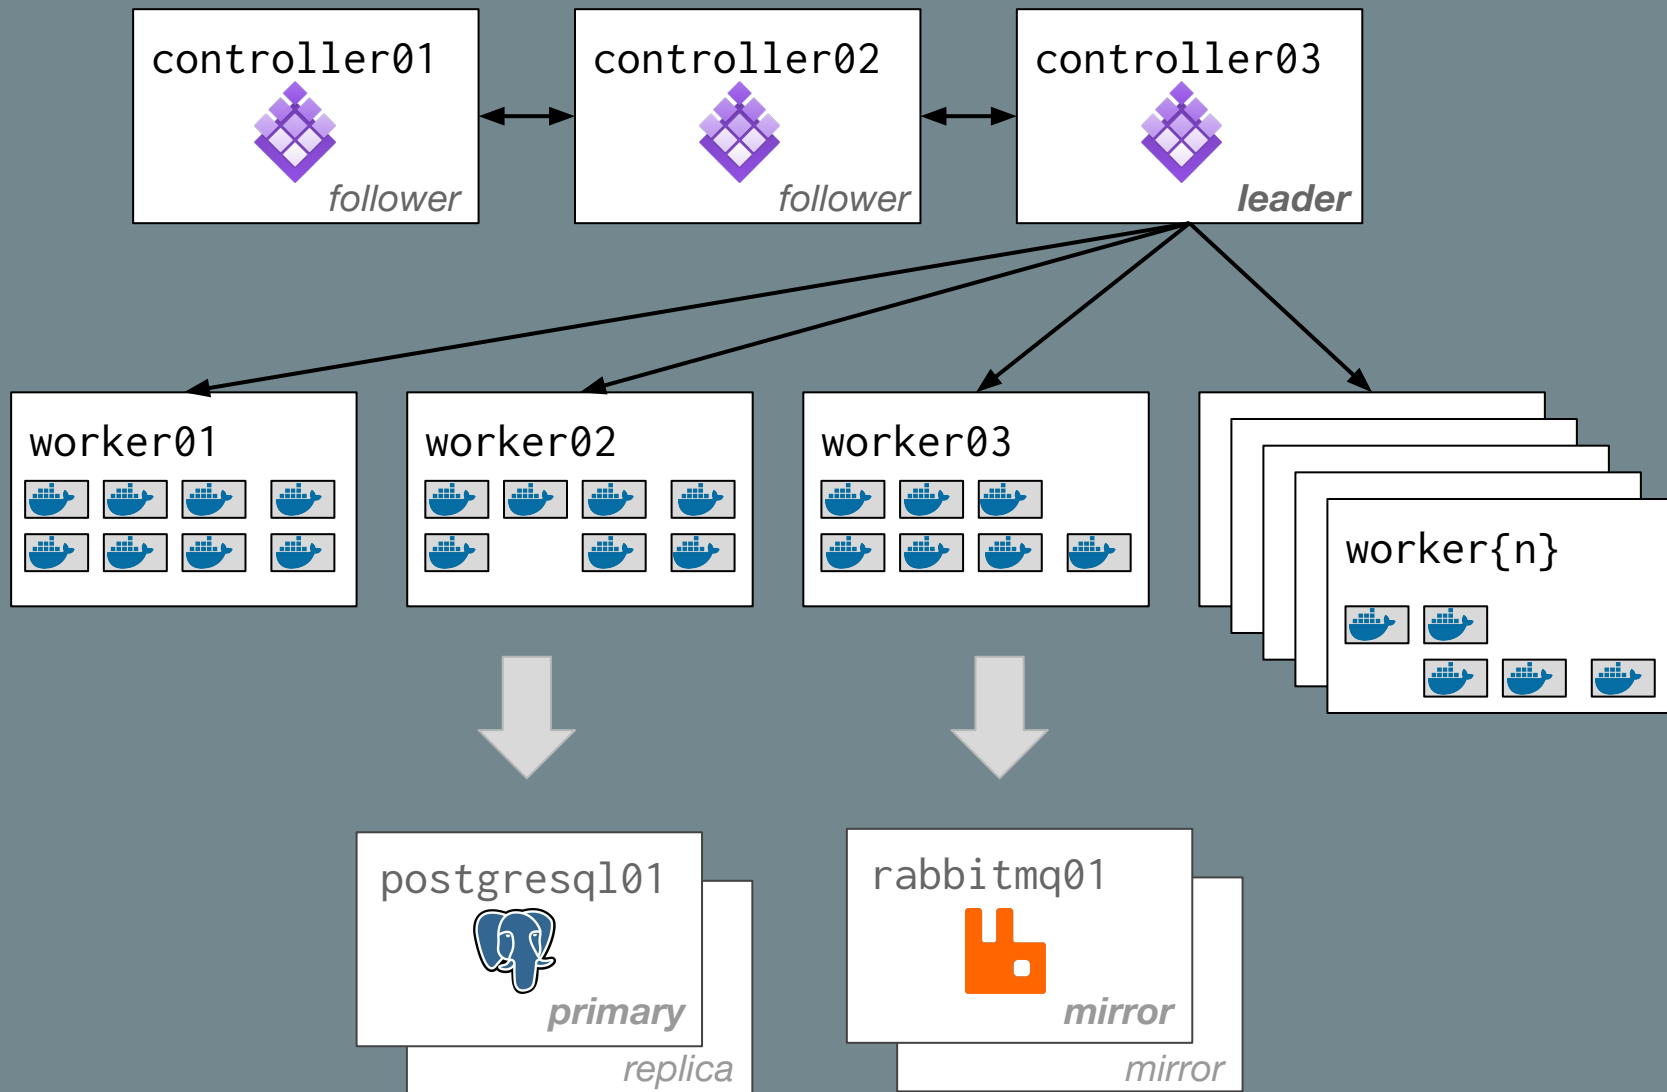 controller01
follower
controller02
follower
controller03
leader
worker01
worker02
worker03
worker{n}
postgresql01
primary
replica
rabbitmq01
mirror
mirror